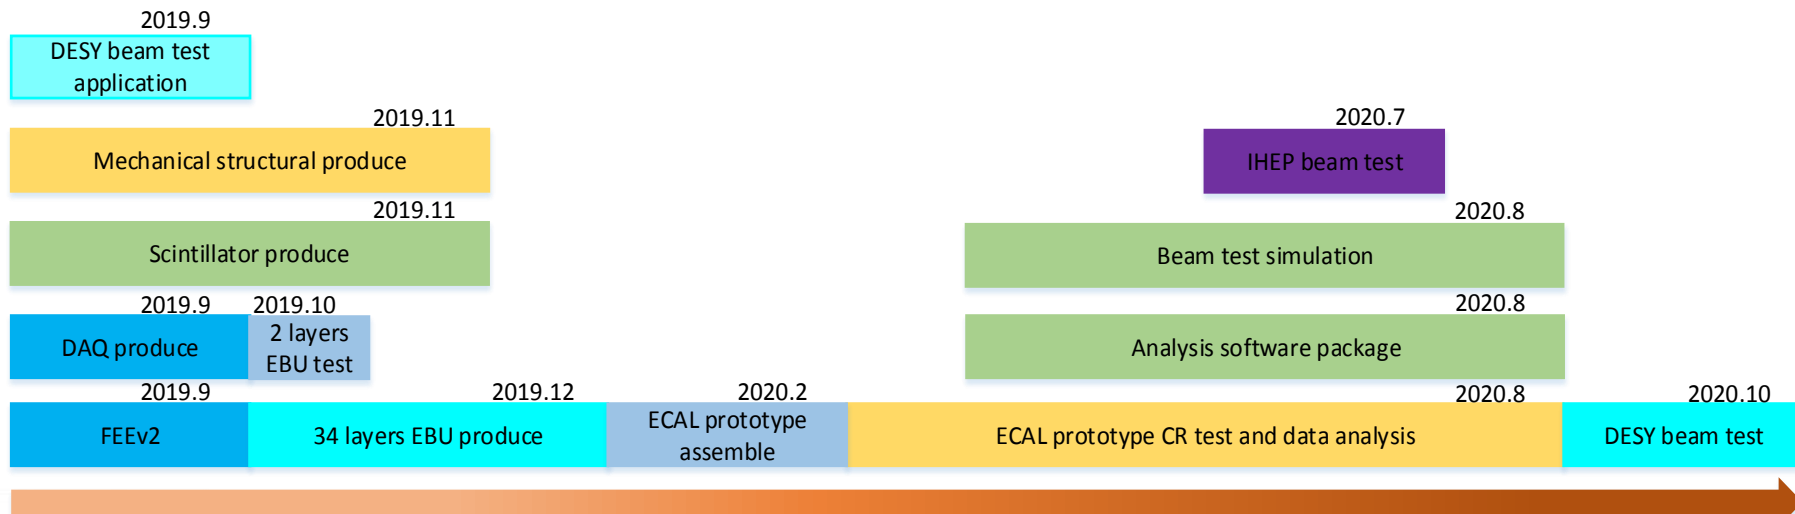 2019.9
DESY beam test
application
2019.11
Mechanical structural produce
2020.7
IHEP beam test
2019.11
Scintillator produce
2020.8
Beam test simulation
2019.9
DAQ produce
2019.10
2 layers
EBU test
2020.8
Analysis software package
2019.9
FEEv2
2019.12
34 layers EBU produce
2020.2
ECAL prototype
assemble
2020.8
ECAL prototype CR test and data analysis
2020.10
DESY beam test